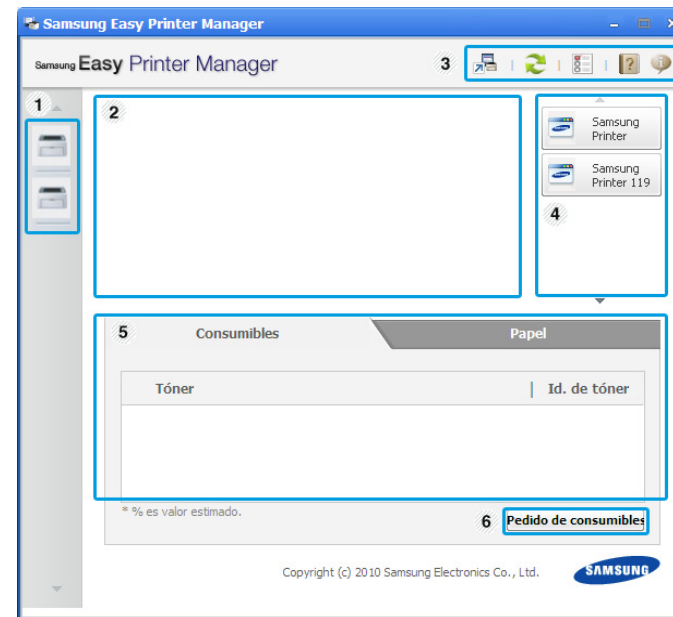 Samsung Easy Printer Manager
Samsung Easy Printer Manager
3
1
2
Samsung
Printer
Samsung
Printer 119
4
5 Consumibles Papel
Tóner | Id. de tóner
* % es valor estimado.
6 Pedido de consumibles
Copyright (c) 2010 Samsung Electronics Co., Ltd. SAMSUNG